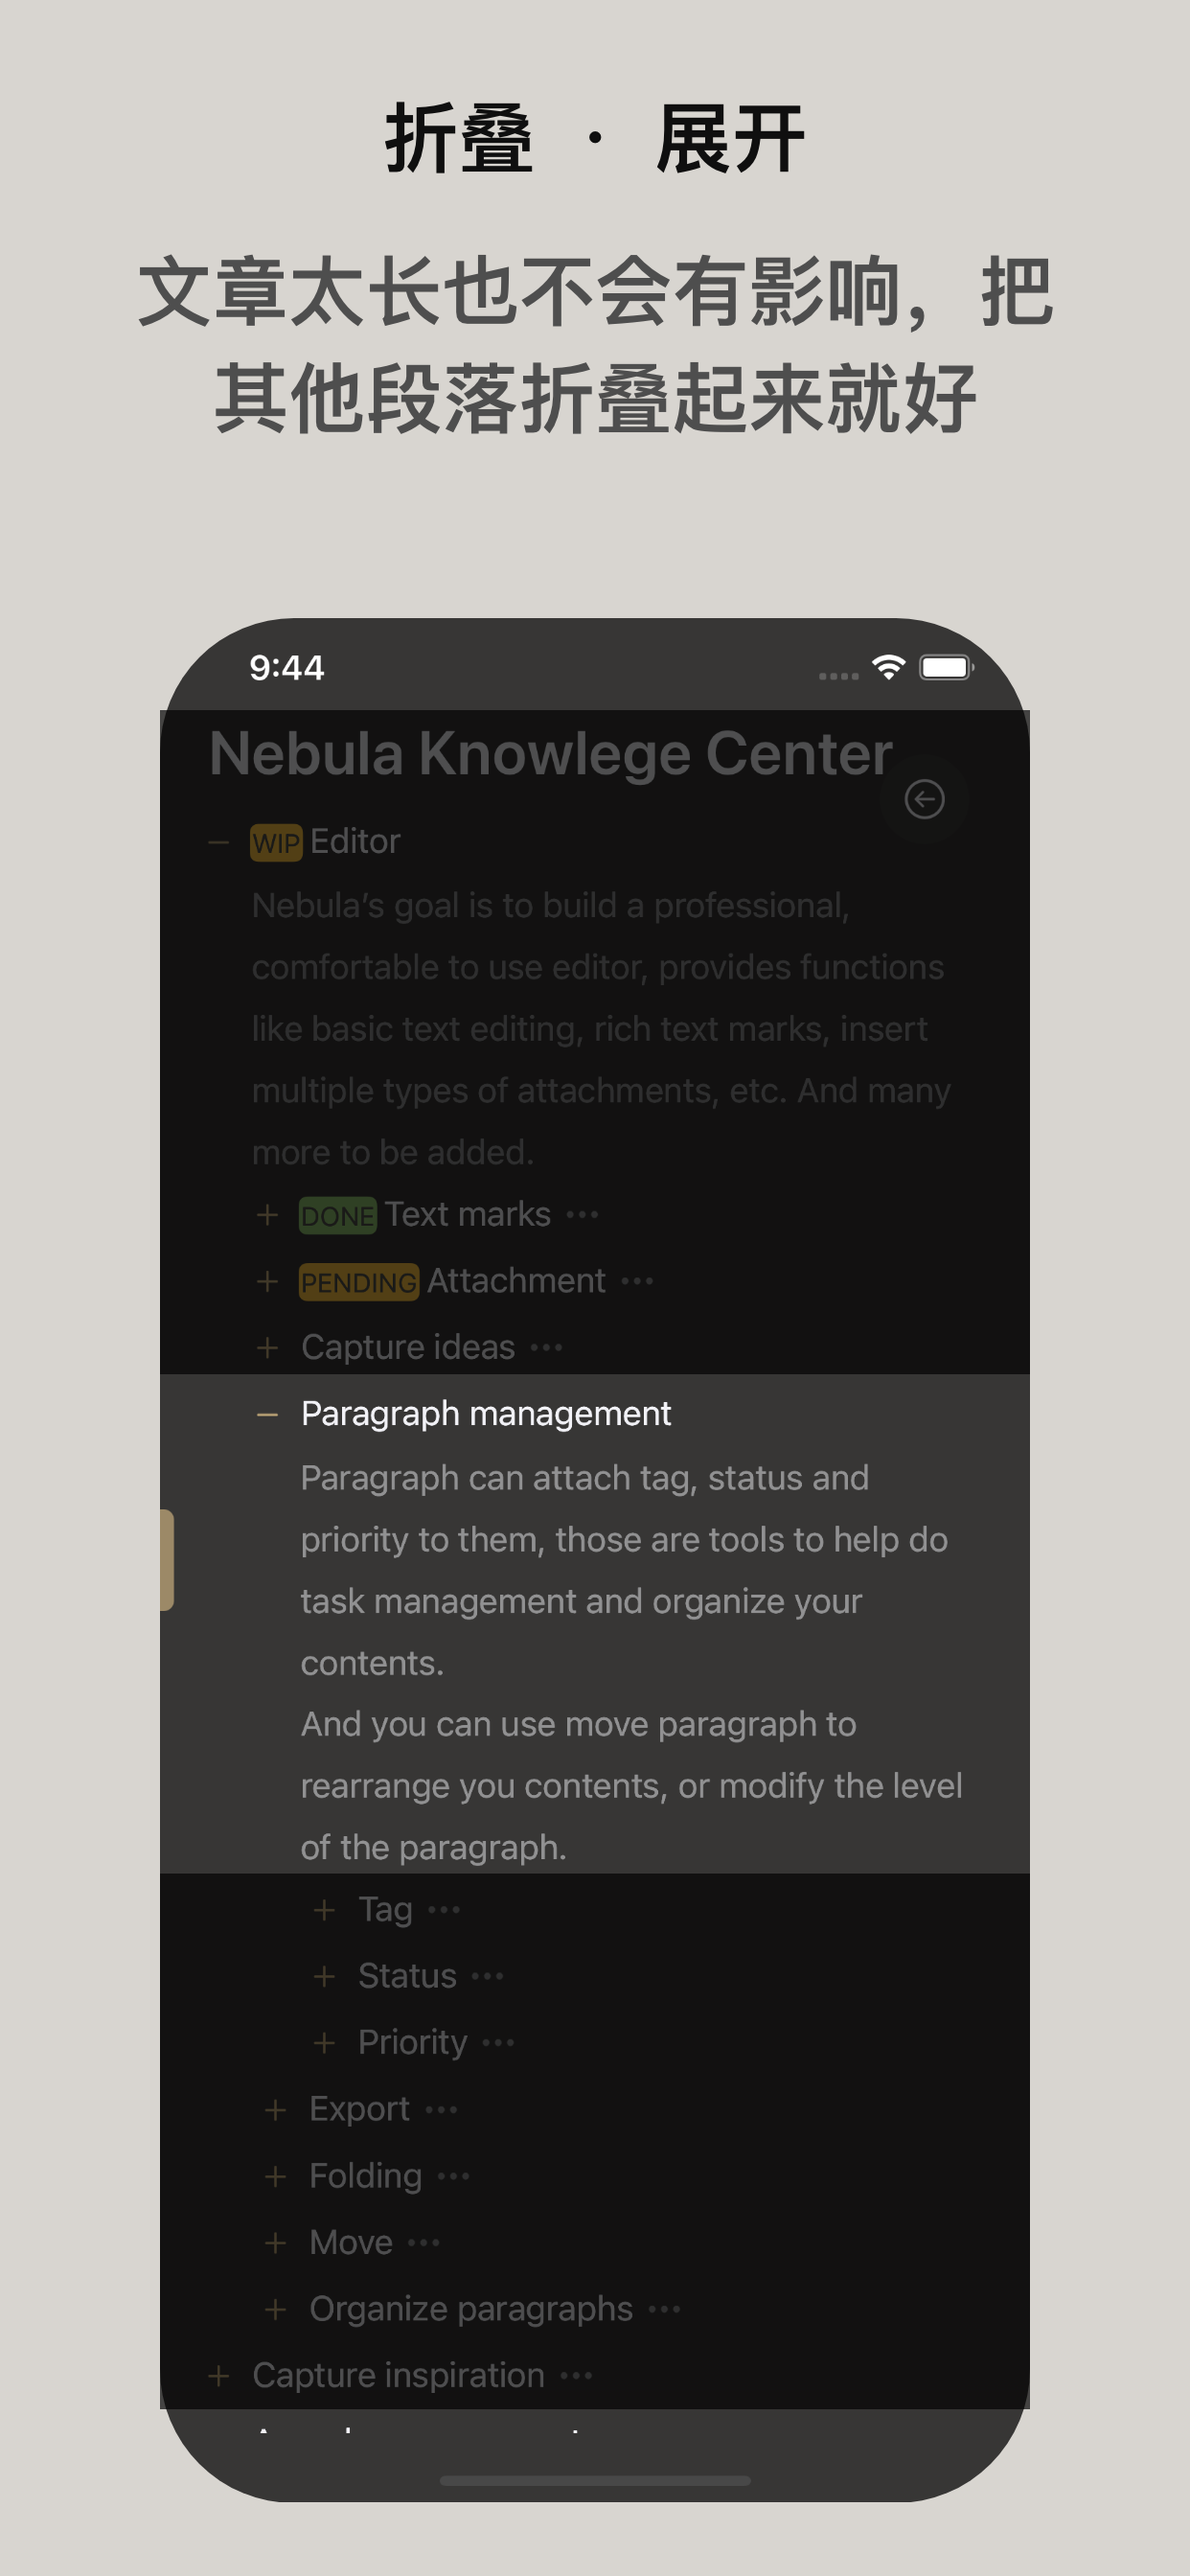 折叠 · 展开
文章太长也不会有影响，把
其他段落折叠起来就好
9:44
Nebula Knowlege Center
WIP Editor
Nebula’s goal is to build a professional,
comfortable to use editor, provides functions
like basic text editing, rich text marks, insert
multiple types of attachments, etc. And many
more to be added.
DONE Text marks •••
PENDING Attachment •••
Capture ideas •••
Paragraph management
Paragraph can attach tag, status and
priority to them, those are tools to help do
task management and organize your
contents.
And you can use move paragraph to
rearrange you contents, or modify the level
of the paragraph.
Tag •••
Status •••
Priority •••
Export •••
Folding •••
Move •••
Organize paragraphs •••
Capture inspiration •••